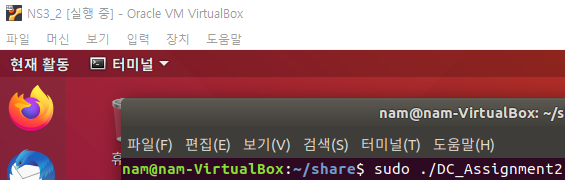 NS3_2 [실행 중] - Oracle VM VirtualBox
파일 머신 보기 입력 장치 도움말
현재 활동 터미널
nam@nam-VirtualBox: ~/s
파일(F) 편집(E) 보기(V) 검색(S) 터미널(T) 도움말(H)
휴
nam@nam-VirtualBox:~/share$ sudo ./DC_Assignment2